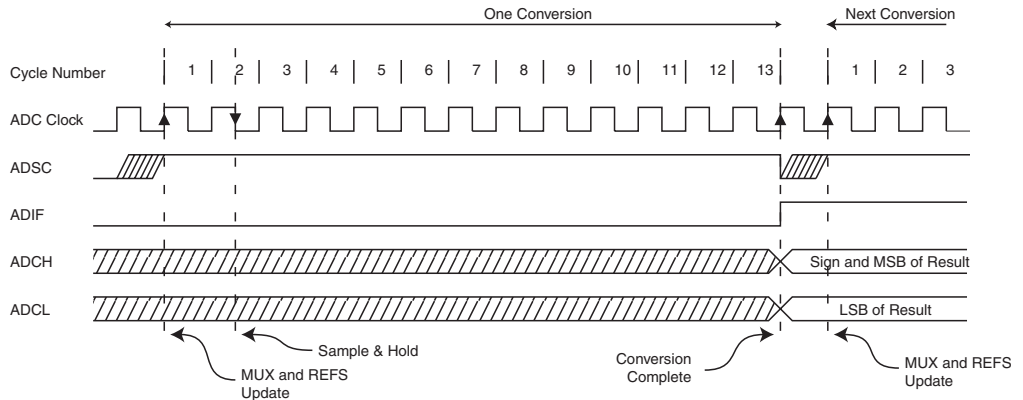 One Conversion
Next Conversion
Cycle Number
1 2 3 4 5 6 7 8 9 10 11 12 13 1 2 3
ADC Clock
ADSC
ADIF
ADCH
Sign and MSB of Result
ADCL
LSB of Result
Sample & Hold
MUX and REFS
Update
Conversion
Complete
MUX and REFS
Update